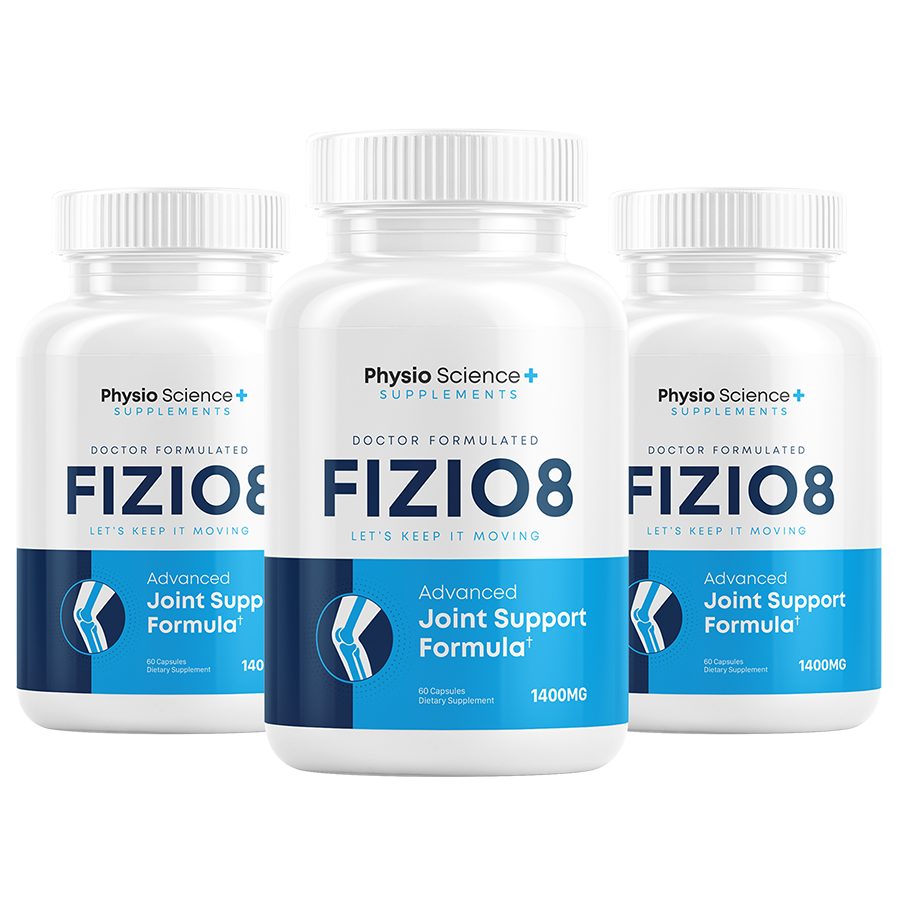 Physio Science+
SUPPLEMENTS
DOCTOR FORMULATED
FIZIO8
LET'S KEEP IT MOVING
Advanced
Joint Supp
Formula†
60 Capsules
Dietary Supplement
140
Physio Science+
SUPPLEMENTS
DOCTOR FORMULATED
FIZIO8
LET'S KEEP IT MOVING
Advanced
Joint Support
Formula†
60 Capsules
Dietary Supplement
1400MG
Physio Science+
SUPPLEMENTS
DOCTOR FORMULATED
FIZIO8
LET'S KEEP IT MOVING
Advanced
Joint Support
Formula†
60 Capsules
Dietary Supplement
1400MG